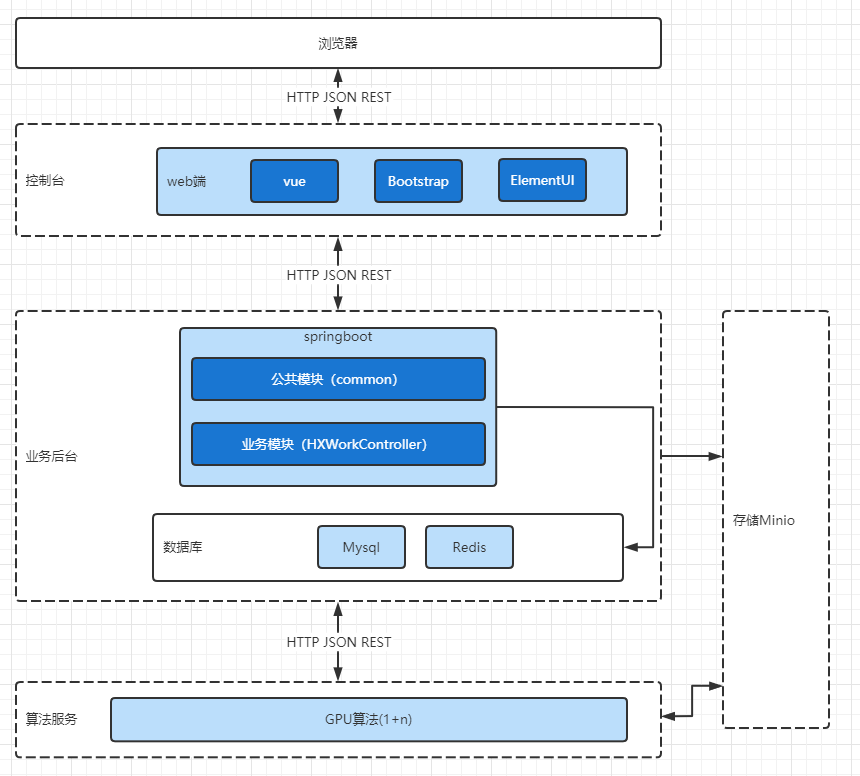 浏览器
HTTP JSON REST
控制台
web端
vue
Bootstrap
ElementUI
HTTP JSON REST
业务后台
springboot
公共模块（common）
业务模块（HXWorkController）
数据库
Mysql
Redis
存储Minio
HTTP JSON REST
算法服务
GPU算法(1+n)